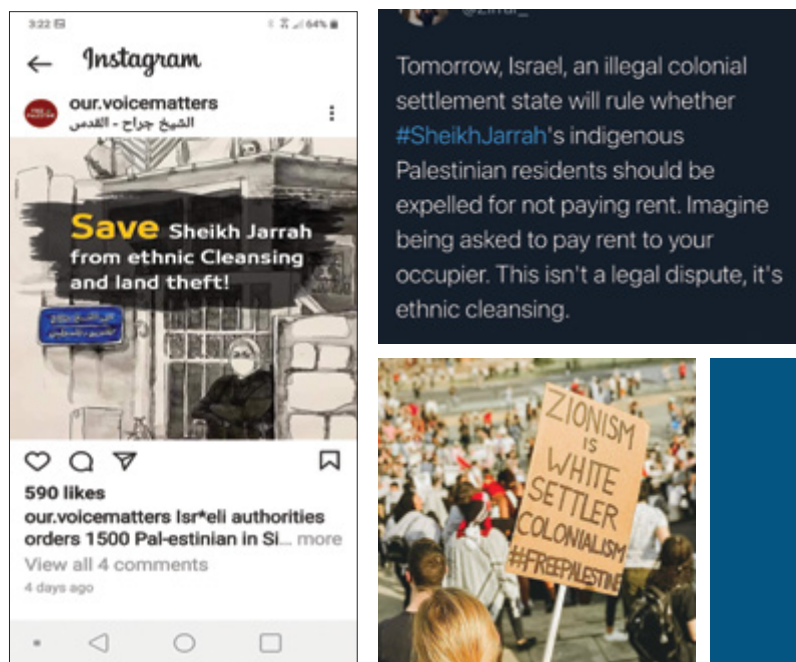 3:22
64%
Instagram
our.voicematters
الشيخ جراح - القدس
Save Sheikh Jarrah
from ethnic Cleansing
and land theft!
590 likes
our.voicematters Isr*eli authorities
orders 1500 Pal-estinian in Si... more
View all 4 comments
4 days ago
Tomorrow, Israel, an illegal colonial
settlement state will rule whether
#SheikhJarrah's indigenous
Palestinian residents should be
expelled for not paying rent. Imagine
being asked to pay rent to your
occupier. This isn't a legal dispute, it's
ethnic cleansing.
ZIONISM
IS
WHITE
SETTLER
COLONIALISM
#FREEPALESTINE